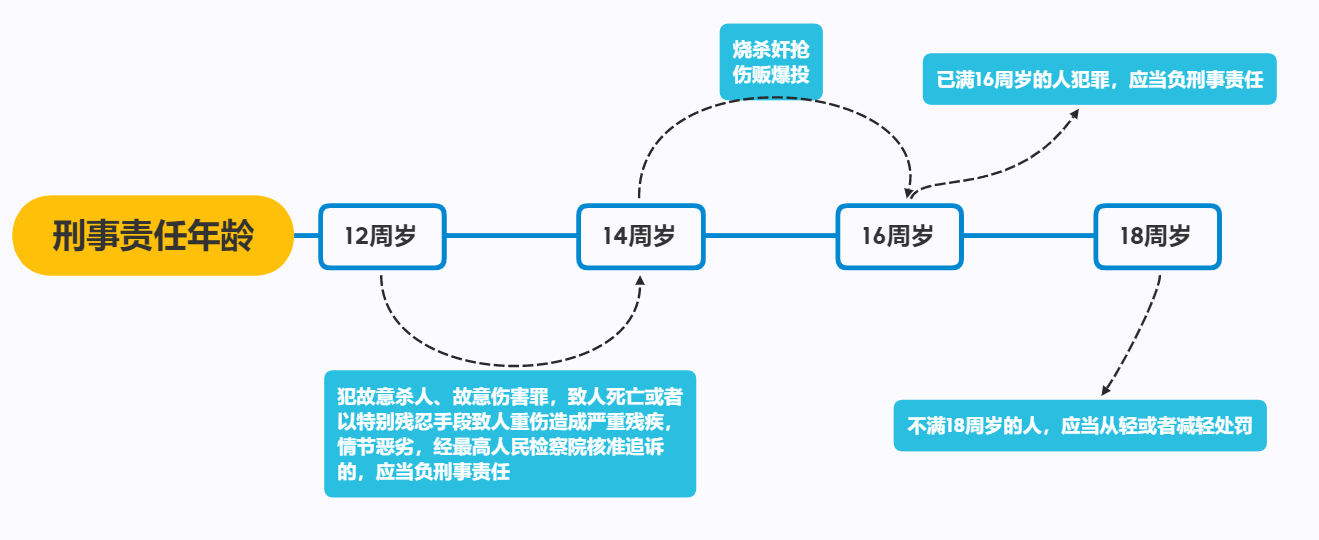 烧杀奸抢
伤贩爆投
已满16周岁的人犯罪，应当负刑事责任
刑事责任年龄
12周岁
14周岁
16周岁
18周岁
犯故意杀人、故意伤害罪，致人死亡或者
以特别残忍手段致人重伤造成严重残疾，
情节恶劣，经最高人民检察院核准追诉
的，应当负刑事责任
不满18周岁的人，应当从轻或者减轻处罚